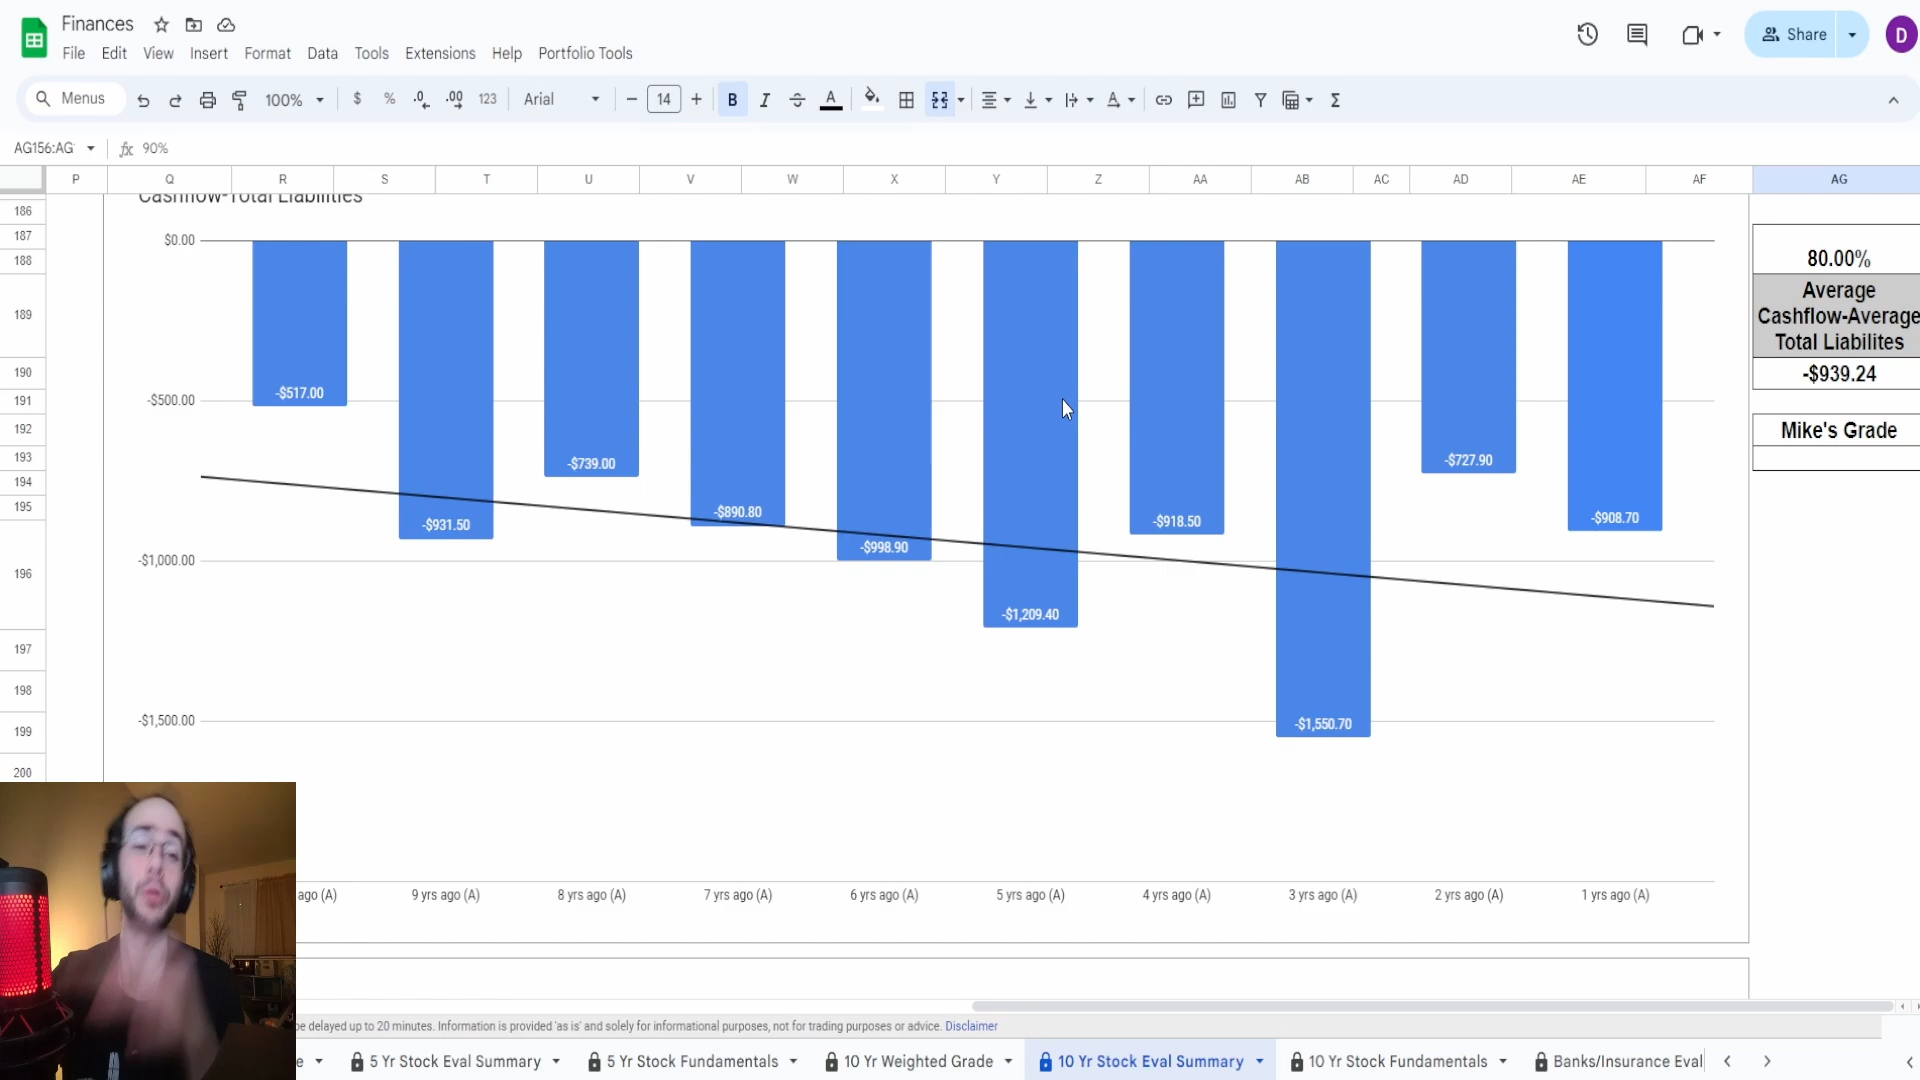 Finances
File Edit View Insert Format Data Tools Extensions Help Portfolio Tools
Share
D
Menus 100% $ % .0 .00 123 Arial 14 B I A
AG156:AG fx 90%
P Q R S T U V W X Y Z AA AB AC AD AE AF AG
Cashflow-Total Liabilities
186
187
188
189
190
191
192
193
194
195
196
197
198
199
200
$0.00
-$500.00
-$1,000.00
-$1,500.00
-$517.00
-$931.50
-$739.00
-$890.80
-$998.90
-$1,209.40
-$918.50
-$1,550.70
-$727.90
-$908.70
ago (A) 9 yrs ago (A) 8 yrs ago (A) 7 yrs ago (A) 6 yrs ago (A) 5 yrs ago (A) 4 yrs ago (A) 3 yrs ago (A) 2 yrs ago (A) 1 yrs ago (A)
80.00%
Average
Cashflow-Average
Total Liabilites
-$939.24
Mike's Grade
be delayed up to 20 minutes. Information is provided 'as is' and solely for informational purposes, not for trading purposes or advice. Disclaimer
e 5 Yr Stock Eval Summary 5 Yr Stock Fundamentals 10 Yr Weighted Grade 10 Yr Stock Eval Summary 10 Yr Stock Fundamentals Banks/Insurance Eval